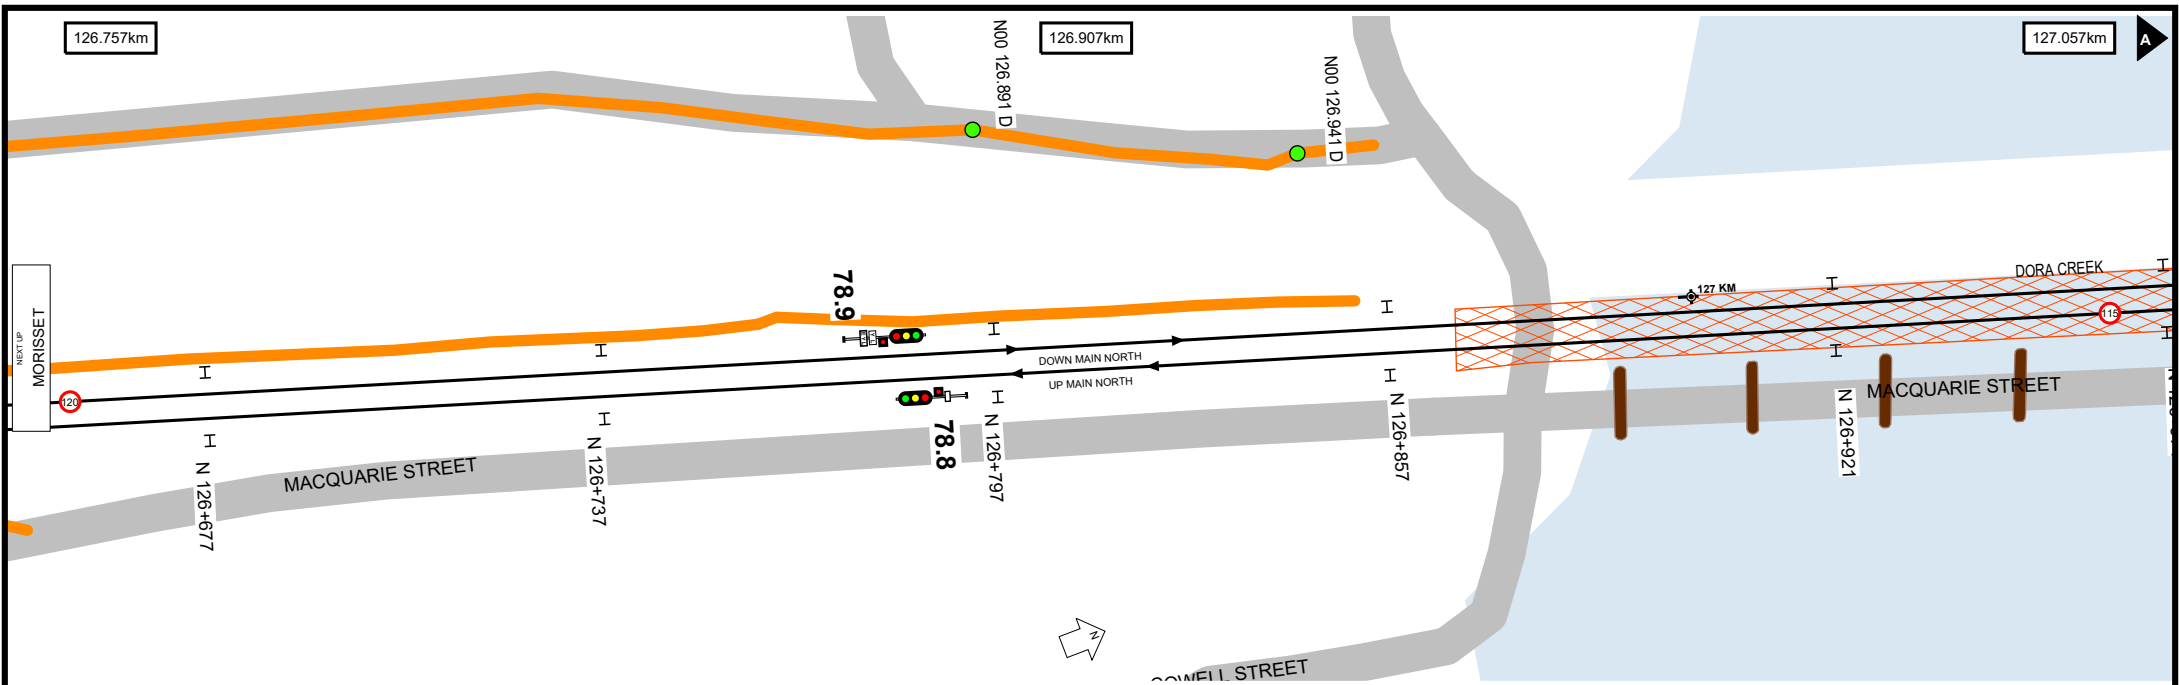 126.757km
126.907km
127.057km
A
N00 126.891 D
N00 126.941 D
NEXT UP
MORISSET
120
78.9
78.8
DOWN MAIN NORTH
UP MAIN NORTH
127 KM
DORA CREEK
115
MACQUARIE STREET
MACQUARIE STREET
N 126+677
N 126+737
N 126+797
N 126+857
N 126+921
N
COWELL STREET